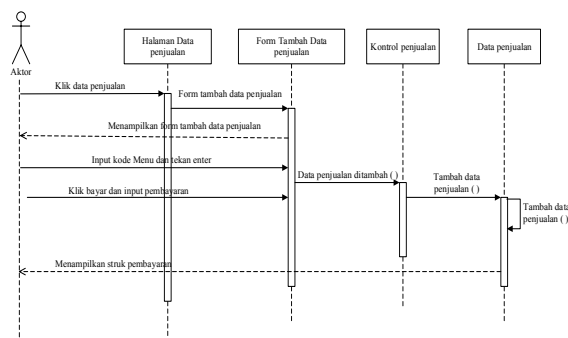 Halaman Data
penjualan
Form Tambah Data
penjualan
Kontrol penjualan
Data penjualan
Aktor
Klik data penjualan
Form tambah data penjualan
Menampilkan form tambah data penjualan
Input kode Menu dan tekan enter
Data penjualan ditambah ( )
Tambah data
penjualan ( )
Klik bayar dan input pembayaran
Tambah data
penjualan ( )
Menampilkan struk pembayaran